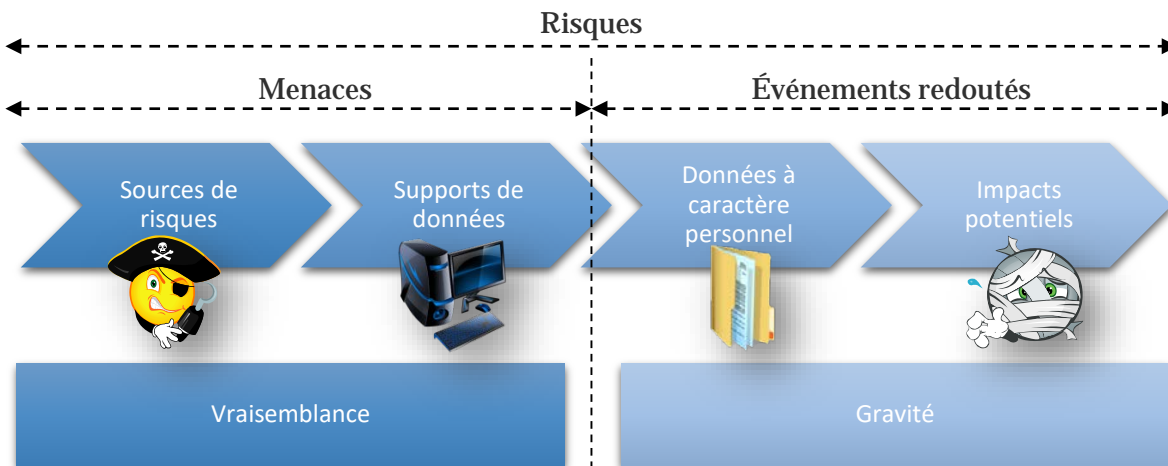 Risques
Menaces
Événements redoutés
Sources de
risques
Supports de
données
Données à
caractère
personnel
Impacts
potentiels
Vraisemblance
Gravité